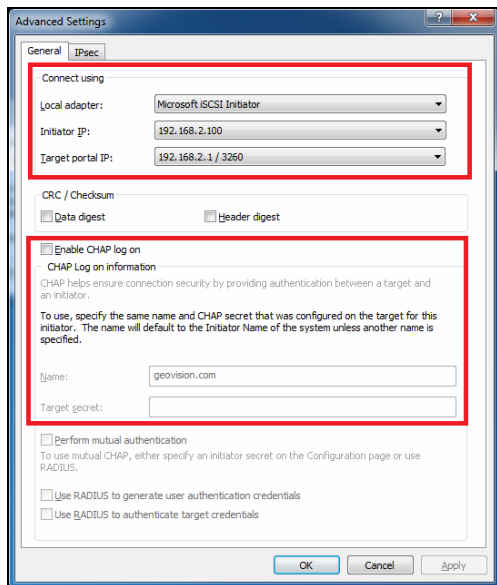 Advanced Settings
General
IPsec
Connect using
Local adapter:
Microsoft iSCSI Initiator
Initiator IP:
192.168.2.100
Target portal IP:
192.168.2.1 / 3260
CRC / Checksum
Data digest
Header digest
Enable CHAP log on
CHAP Log on information
CHAP helps ensure connection security by providing authentication between a target and
an initiator.
To use, specify the same name and CHAP secret that was configured on the target for this
initiator. The name will default to the Initiator Name of the system unless another name is
specified.
Name:
geovision.com
Target secret:
Perform mutual authentication
To use mutual CHAP, either specify an initiator secret on the Configuration page or use
RADIUS.
Use RADIUS to generate user authentication credentials
Use RADIUS to authenticate target credentials
OK
Cancel
Apply